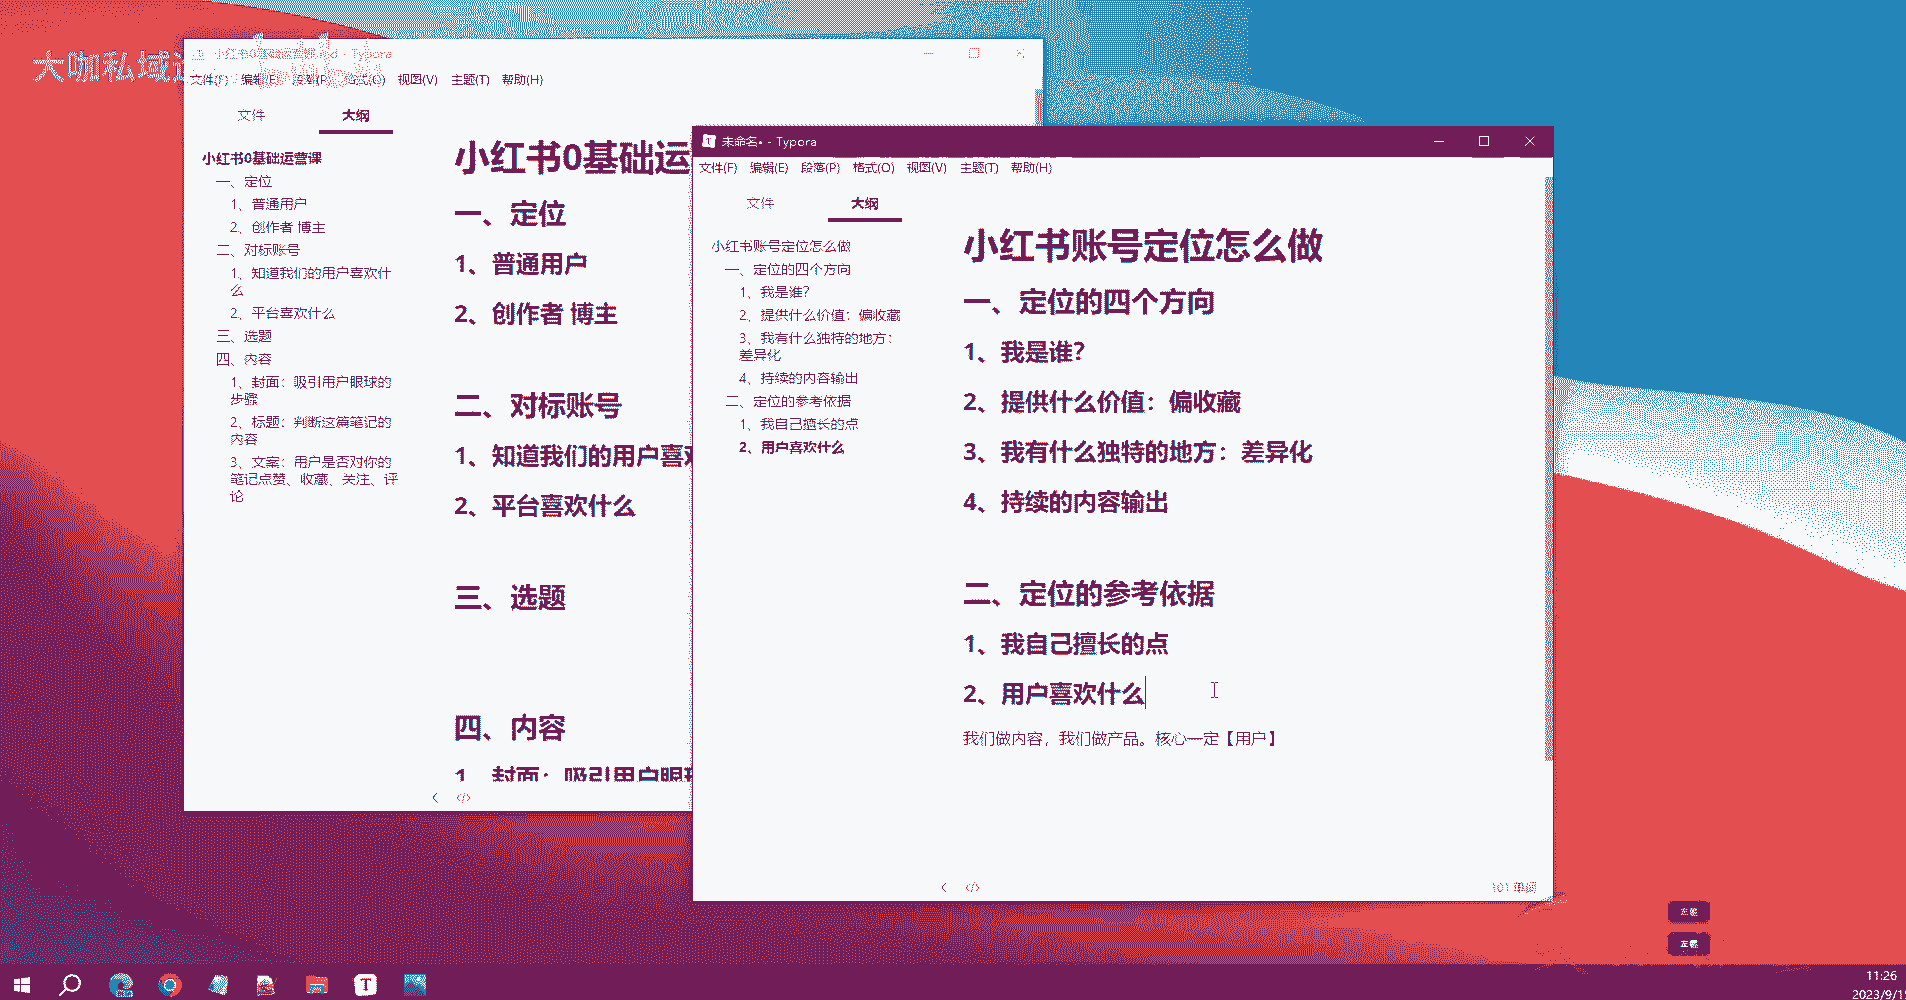 大咖私域
文件(F) 编辑(E) 段落(P) 格式(O) 视图(V) 主题(T) 帮助(H)
文件 大纲
小红书0基础运营课
一、定位
1、普通用户
2、创作者 博主
二、对标账号
1、知道我们的用户喜欢什
么
2、平台喜欢什么
三、选题
四、内容
1、封面：吸引用户眼球的
步骤
2、标题：判断这篇笔记的
内容
3、文案：用户是否对你的
笔记点赞、收藏、关注、评
论
小红书0基础运
一、定位
1、普通用户
2、创作者 博主
二、对标账号
1、知道我们的用户喜
2、平台喜欢什么
三、选题
四、内容
1、封面：吸引用户眼
未命名• - Typora
文件(F) 编辑(E) 段落(P) 格式(O) 视图(V) 主题(T) 帮助(H)
文件 大纲
小红书账号定位怎么做
一、定位的四个方向
1、我是谁？
2、提供什么价值：偏收藏
3、我有什么独特的地方：
差异化
4、持续的内容输出
二、定位的参考依据
1、我自己擅长的点
2、用户喜欢什么
小红书账号定位怎么做
一、定位的四个方向
1、我是谁？
2、提供什么价值：偏收藏
3、我有什么独特的地方：差异化
4、持续的内容输出
二、定位的参考依据
1、我自己擅长的点
2、用户喜欢什么
我们做内容，我们做产品。核心一定【用户】
101 单词
左键
左键
11:26
2023/9/1